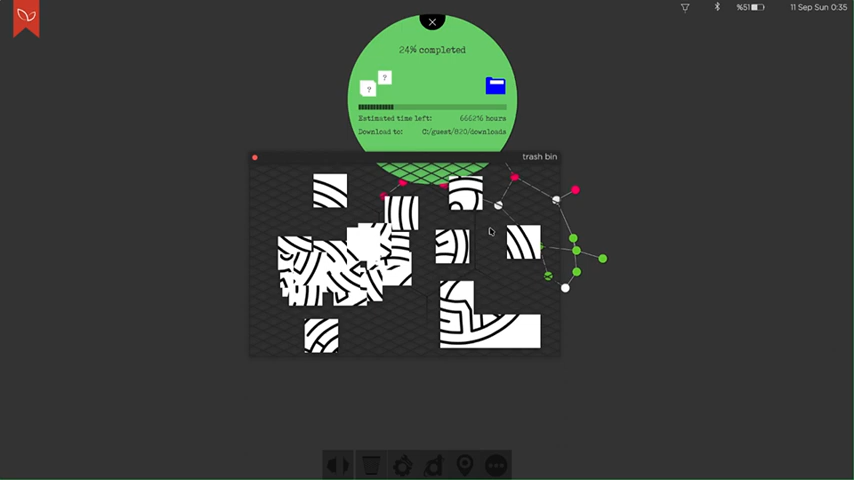 %51
11 Sep Sun 0:35
24% completed
?
?
Estimated time left: 66626 hours
Download to: C:/guest/820/downloads
trash bin